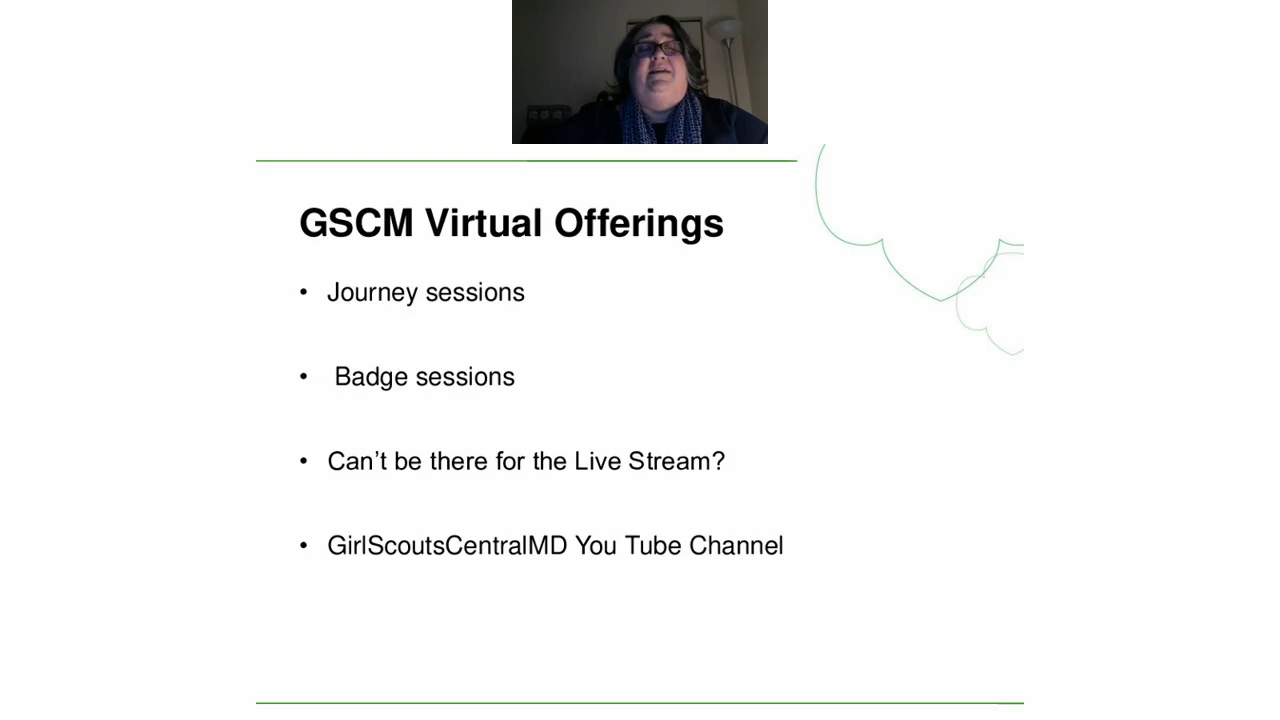 GSCM Virtual Offerings
• Journey sessions
• Badge sessions
• Can't be there for the Live Stream?
• GirlScoutsCentralMD You Tube Channel